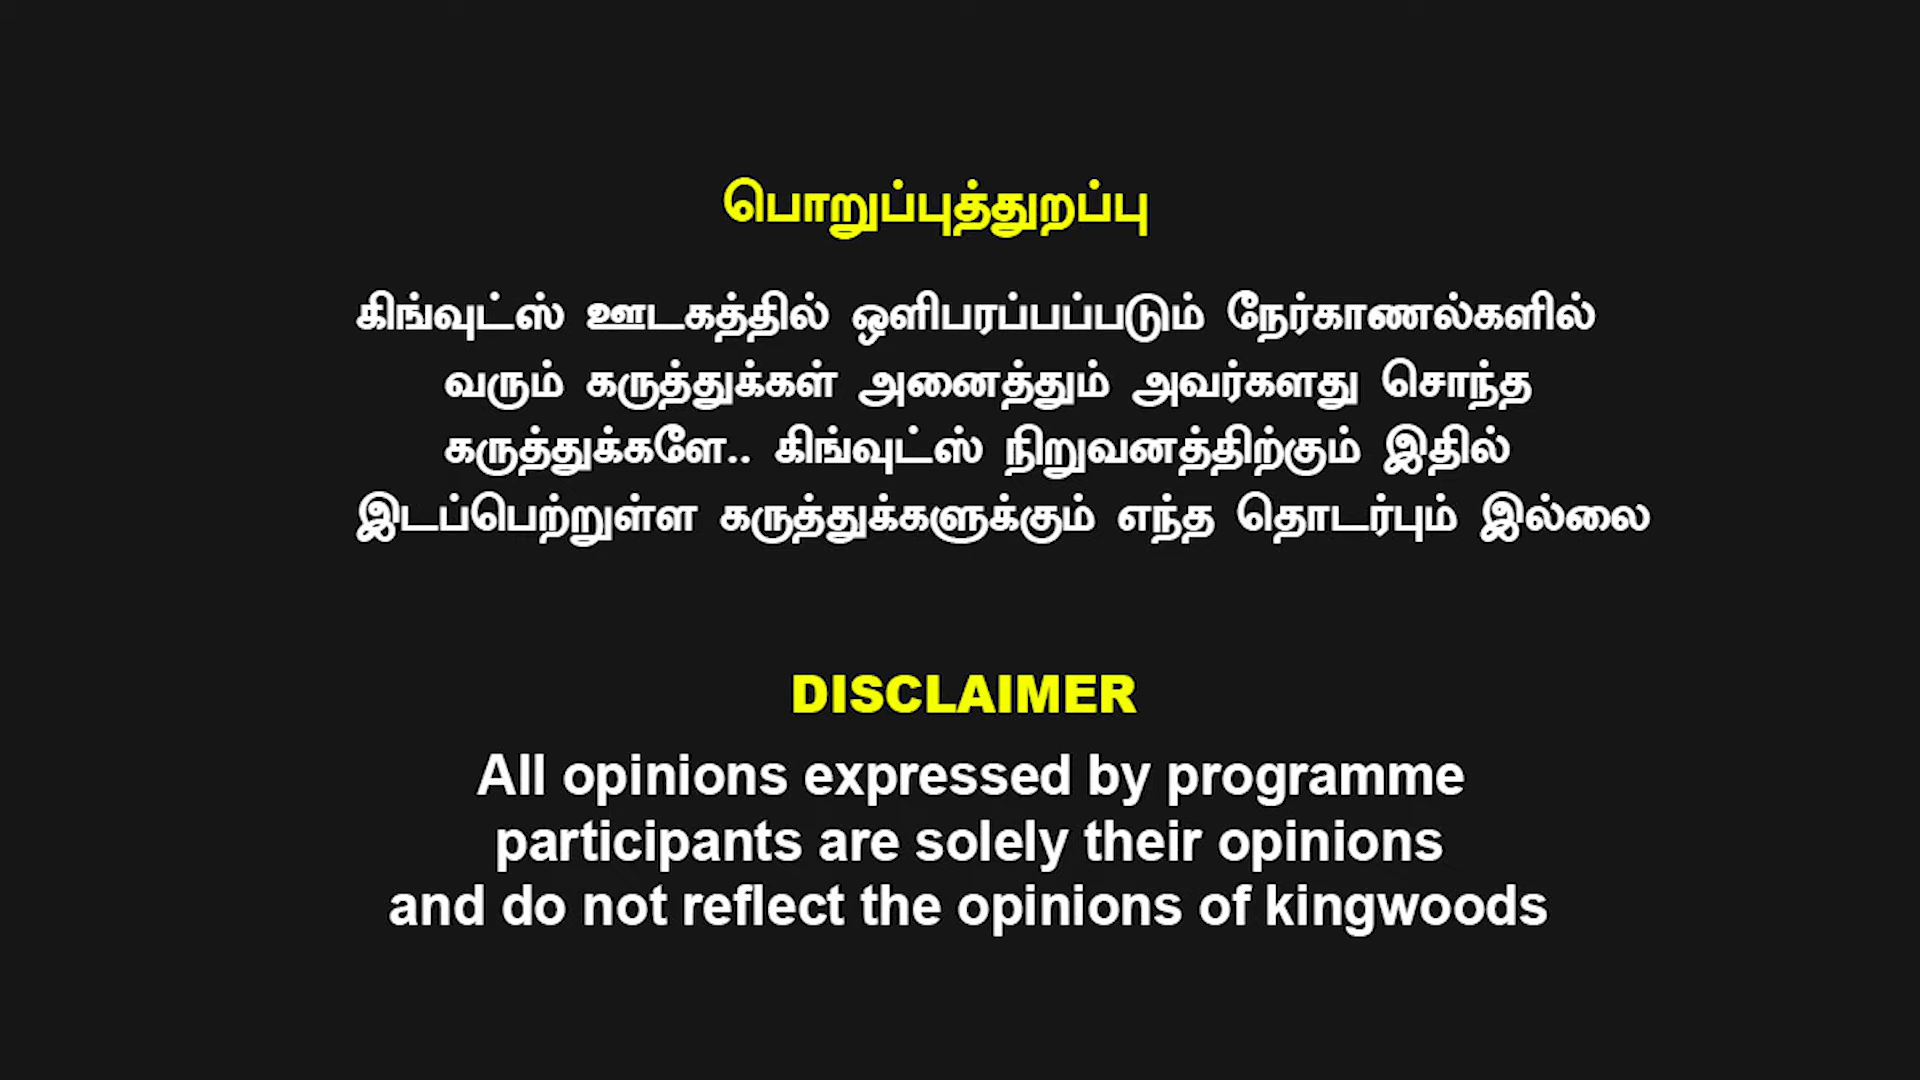 பொறுப்புத்துறப்பு
கிங்வுட்ஸ் ஊடகத்தில் ஒளிபரப்பப்படும் நேர்காணல்களில்
வரும் கருத்துக்கள் அனைத்தும் அவர்களது சொந்த
கருத்துக்களே.. கிங்வுட்ஸ் நிறுவனத்திற்கும் இதில்
இடப்பெற்றுள்ள கருத்துக்களுக்கும் எந்த தொடர்பும் இல்லை
DISCLAIMER
All opinions expressed by programme
participants are solely their opinions
and do not reflect the opinions of kingwoods